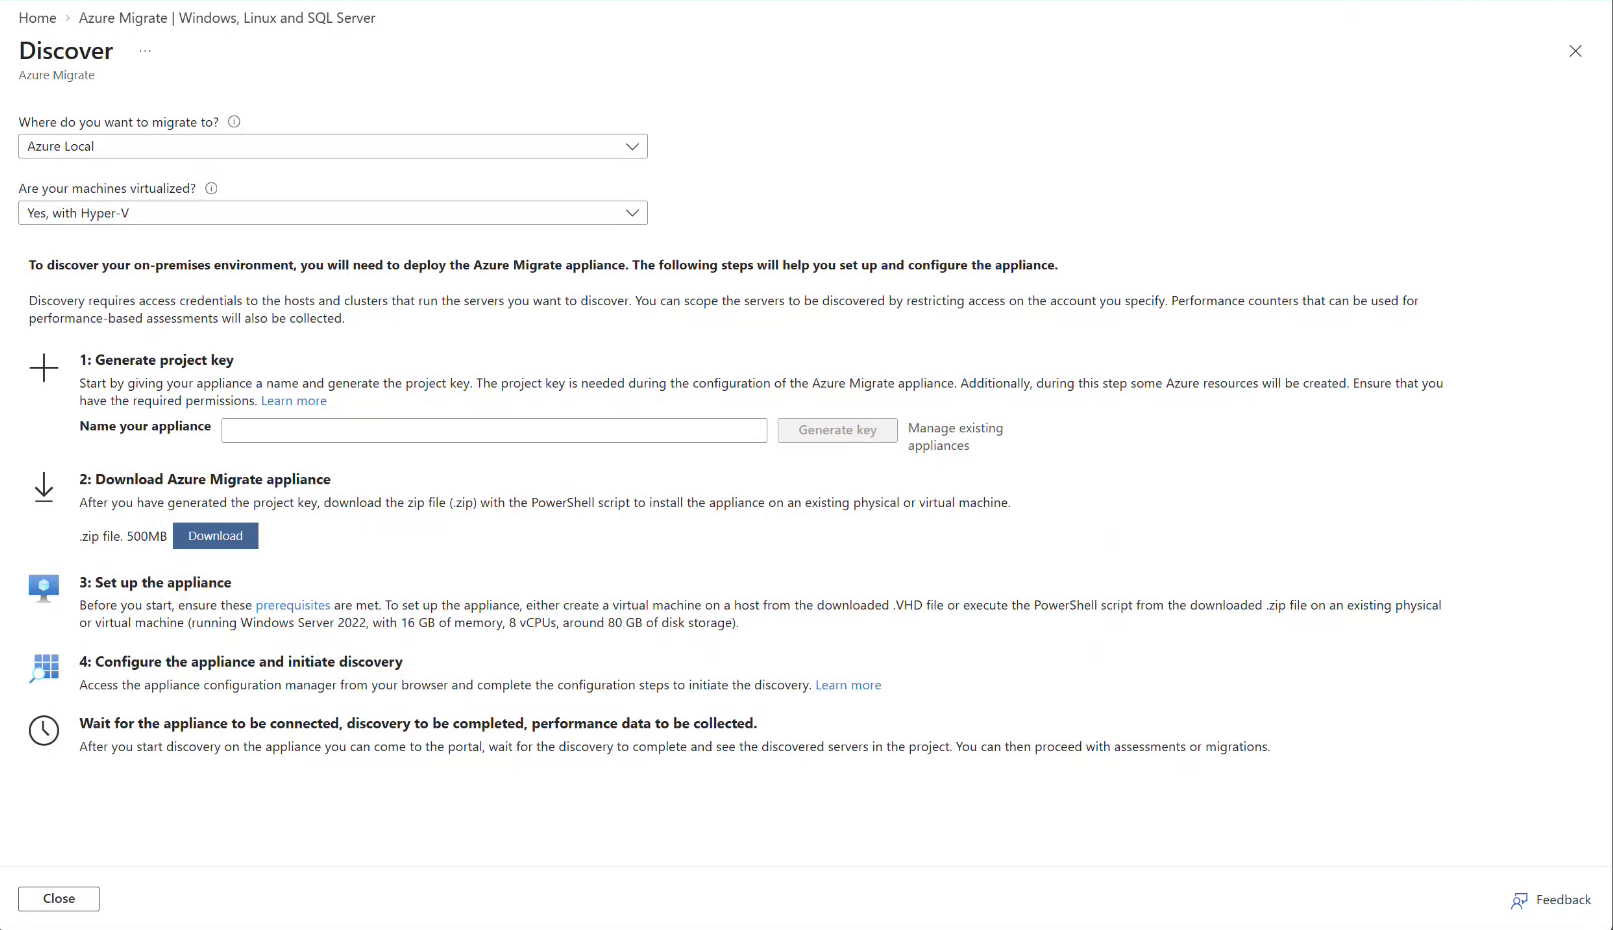 Home > Azure Migrate | Windows, Linux and SQL Server
Discover ...
Azure Migrate
Where do you want to migrate to?
Azure Local
Are your machines virtualized?
Yes, with Hyper-V
To discover your on-premises environment, you will need to deploy the Azure Migrate appliance. The following steps will help you set up and configure the appliance.
Discovery requires access credentials to the hosts and clusters that run the servers you want to discover. You can scope the servers to be discovered by restricting access on the account you specify. Performance counters that can be used for
performance-based assessments will also be collected.
1: Generate project key
Start by giving your appliance a name and generate the project key. The project key is needed during the configuration of the Azure Migrate appliance. Additionally, during this step some Azure resources will be created. Ensure that you
have the required permissions. Learn more
Name your appliance
Generate key
Manage existing
appliances
2: Download Azure Migrate appliance
After you have generated the project key, download the zip file (.zip) with the PowerShell script to install the appliance on an existing physical or virtual machine.
.zip file. 500MB Download
3: Set up the appliance
Before you start, ensure these prerequisites are met. To set up the appliance, either create a virtual machine on a host from the downloaded .VHD file or execute the PowerShell script from the downloaded .zip file on an existing physical
or virtual machine (running Windows Server 2022, with 16 GB of memory, 8 vCPUs, around 80 GB of disk storage).
4: Configure the appliance and initiate discovery
Access the appliance configuration manager from your browser and complete the configuration steps to initiate the discovery. Learn more
Wait for the appliance to be connected, discovery to be completed, performance data to be collected.
After you start discovery on the appliance you can come to the portal, wait for the discovery to complete and see the discovered servers in the project. You can then proceed with assessments or migrations.
Close
Feedback